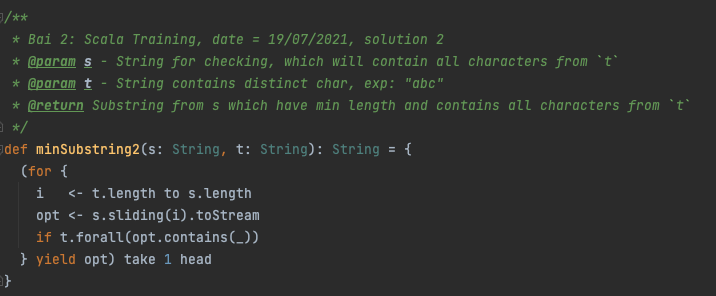 /**
 * Bai 2: Scala Training, date = 19/07/2021, solution 2
 * @param s - String for checking, which will contain all characters from `t`
 * @param t - String contains distinct char, exp: "abc"
 * @return Substring from s which have min length and contains all characters from `t`
 */
def minSubstring2(s: String, t: String): String = {
  (for {
    i   <- t.length to s.length
    opt <- s.sliding(i).toStream
    if t.forall(opt.contains(_))
  } yield opt) take 1 head
}